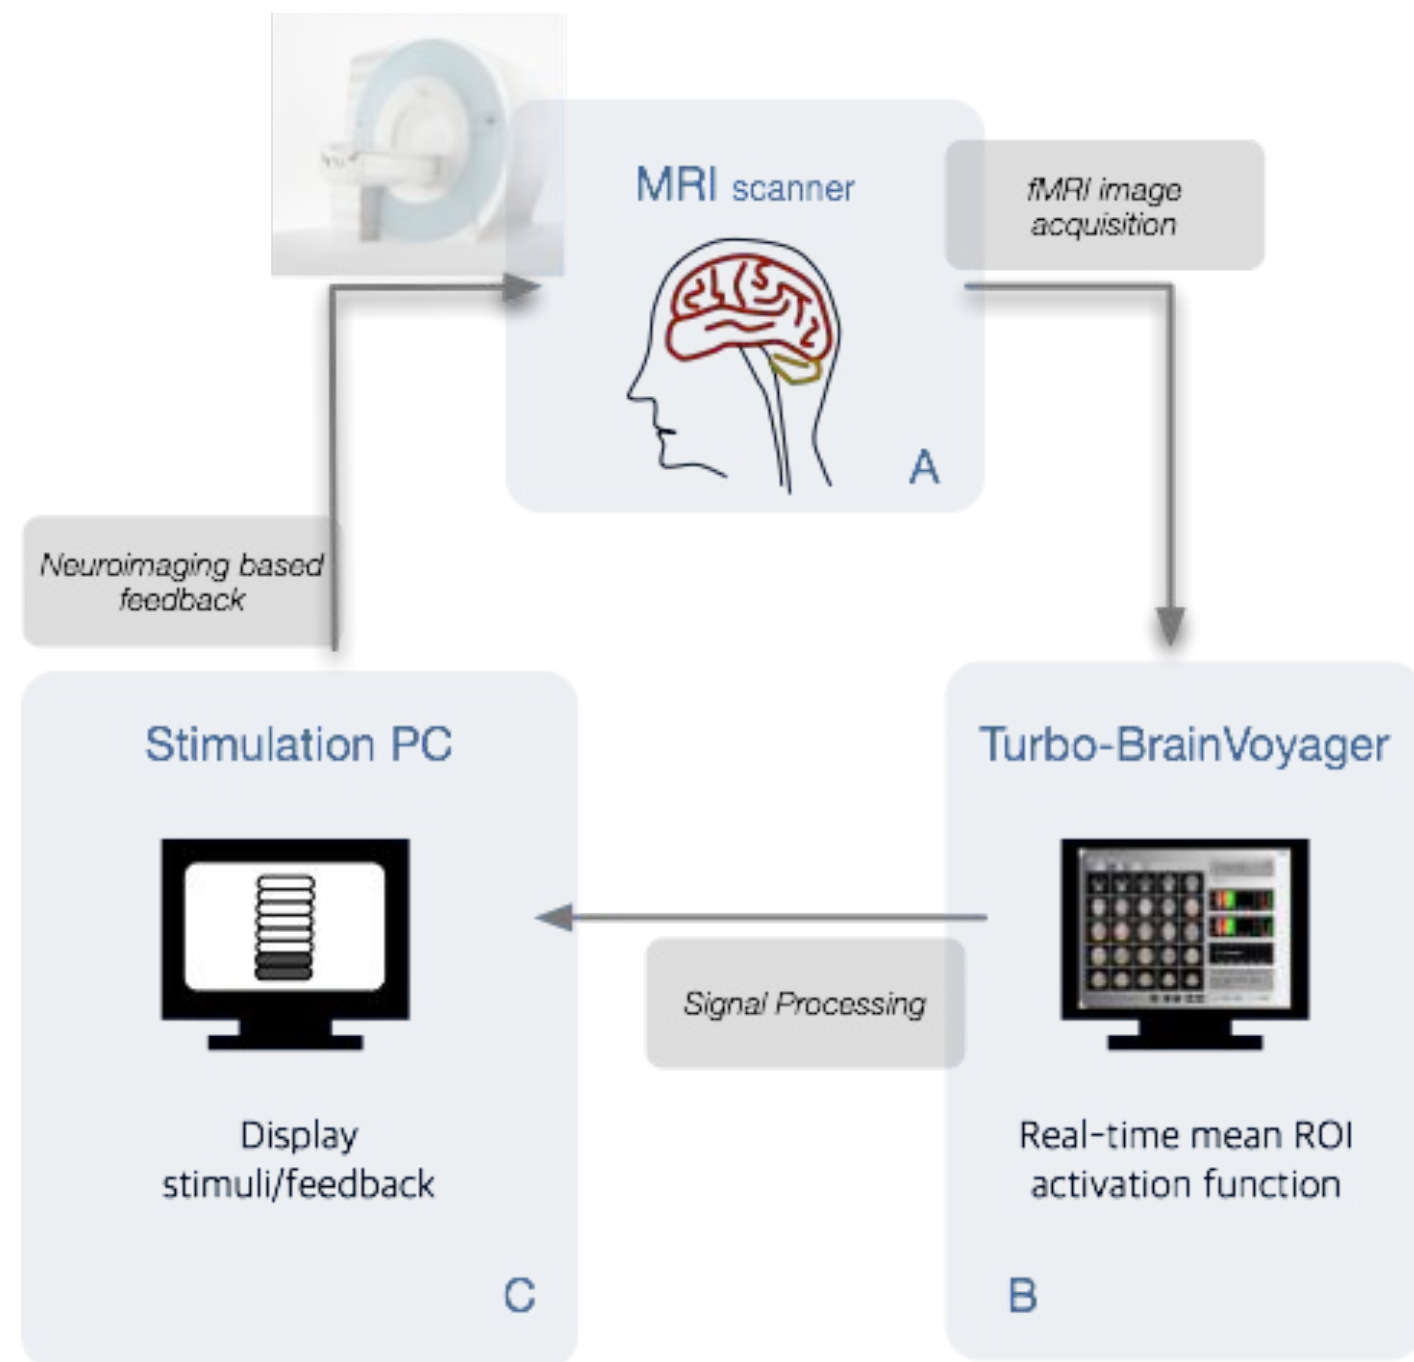 MRI scanner
fMRI image
acquisition
A
Neuroimaging based
feedback
Stimulation PC
Display
stimuli/feedback
C
Signal Processing
Turbo-BrainVoyager
Real-time mean ROI
activation function
B